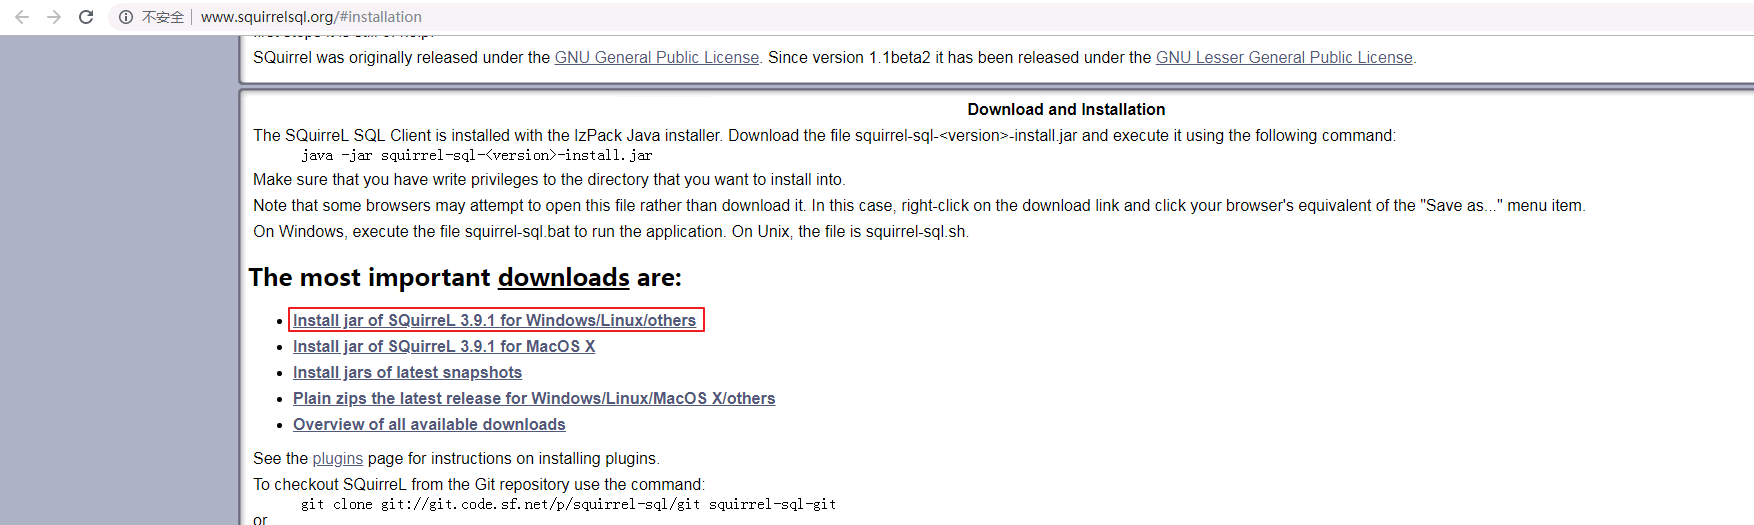 不安全 | www.squirrelsql.org/#installation
SQuirrel was originally released under the GNU General Public License. Since version 1.1beta2 it has been released under the GNU Lesser General Public License.
Download and Installation
The SQuirreL SQL Client is installed with the IzPack Java installer. Download the file squirrel-sql-<version>-install.jar and execute it using the following command:
java -jar squirrel-sql-<version>-install.jar
Make sure that you have write privileges to the directory that you want to install into.
Note that some browsers may attempt to open this file rather than download it. In this case, right-click on the download link and click your browser's equivalent of the "Save as..." menu item.
On Windows, execute the file squirrel-sql.bat to run the application. On Unix, the file is squirrel-sql.sh.
The most important downloads are:
• Install jar of SQuirreL 3.9.1 for Windows/Linux/others
• Install jar of SQuirreL 3.9.1 for MacOS X
• Install jars of latest snapshots
• Plain zips the latest release for Windows/Linux/MacOS X/others
• Overview of all available downloads
See the plugins page for instructions on installing plugins.
To checkout SQuirreL from the Git repository use the command:
git clone git://git.code.sf.net/p/squirrel-sql/git squirrel-sql-git
or